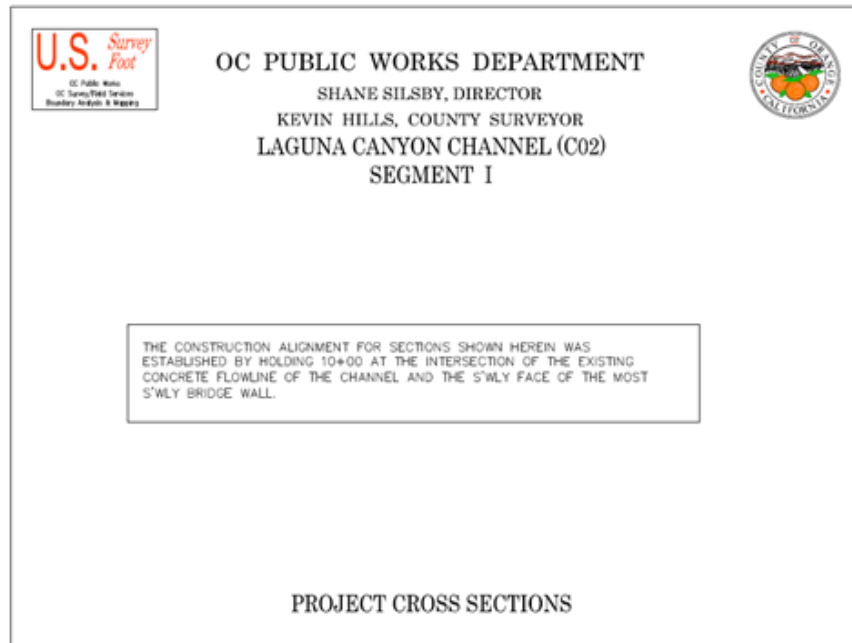 U.S. Survey Foot
OC Public Works
OC Survey/Field Services
Boundary Analysis & Mapping
OC PUBLIC WORKS DEPARTMENT
SHANE SILSBY, DIRECTOR
KEVIN HILLS, COUNTY SURVEYOR
LAGUNA CANYON CHANNEL (C02)
SEGMENT I
COUNTY OF ORANGE
CALIFORNIA
THE CONSTRUCTION ALIGNMENT FOR SECTIONS SHOWN HEREIN WAS
ESTABLISHED BY HOLDING 10+00 AT THE INTERSECTION OF THE EXISTING
CONCRETE FLOWLINE OF THE CHANNEL AND THE S'WLY FACE OF THE MOST
S'WLY BRIDGE WALL.
PROJECT CROSS SECTIONS